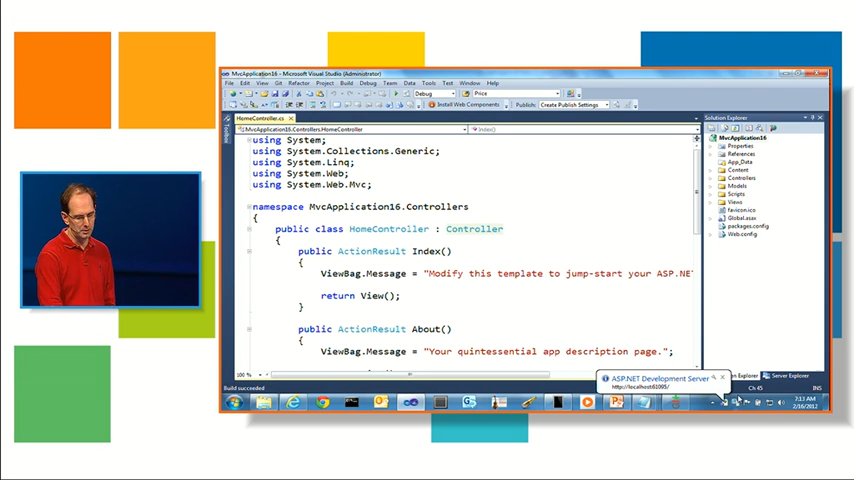 MvcApplication16 - Microsoft Visual Studio (Administrator)
File Edit View Git Refactor Project Build Debug Team Data Tools Test Window Help
Debug Price
Install Web Components Publish: Create Publish Settings
HomeController.cs
Solution Explorer
MvcApplication16.Controllers.HomeController Index()
Toolbox
using System;
using System.Collections.Generic;
using System.Linq;
using System.Web;
using System.Web.Mvc;
namespace MvcApplication16.Controllers
{
public class HomeController : Controller
{
public ActionResult Index()
{
ViewBag.Message = "Modify this template to jump-start your ASP.NE
return View();
}
public ActionResult About()
{
ViewBag.Message = "Your quintessential app description page.";
MvcApplication16
Properties
References
App_Data
Content
Controllers
Models
Scripts
Views
favicon.ico
Global.asax
packages.config
Web.config
100 %
Explorer Server Explorer
Build succeeded
Ch 45 INS
ASP.NET Development Server
http://localhost:61095/
7:13 AM
2/16/2012